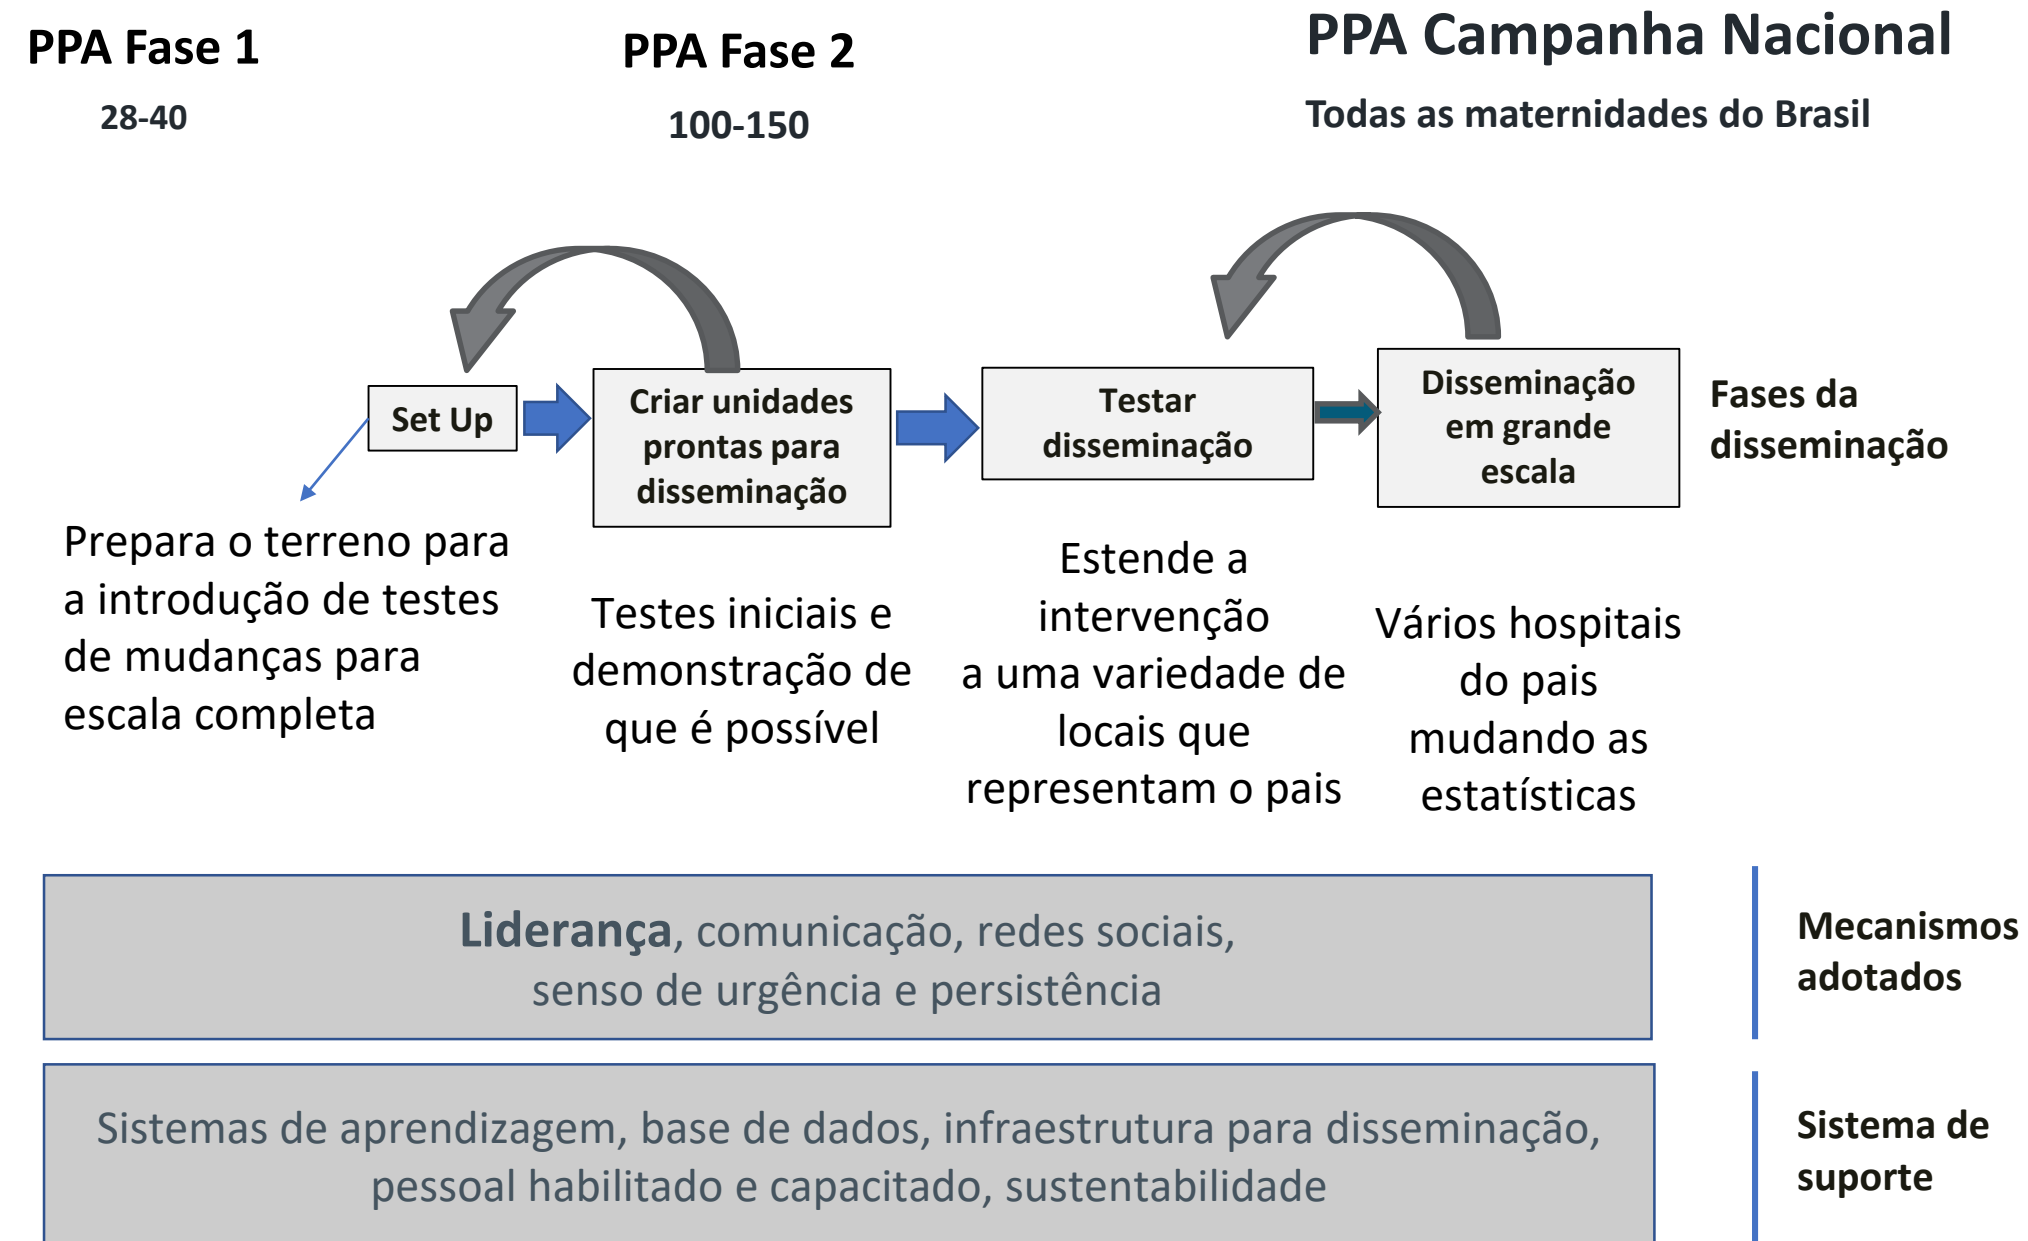 PPA Fase 1
28-40
PPA Fase 2
100-150
PPA Campanha Nacional
Todas as maternidades do Brasil
Set Up
Criar unidades
prontas para
disseminação
Testar
disseminação
Disseminação
em grande
escala
Fases da
disseminação
Prepara o terreno para
a introdução de testes
de mudanças para
escala completa
Testes iniciais e
demonstração de
que é possível
Estende a
intervenção
a uma variedade de
locais que
representam o pais
Vários hospitais
do pais
mudando as
estatísticas
Liderança, comunicação, redes sociais,
senso de urgência e persistência
Mecanismos
adotados
Sistemas de aprendizagem, base de dados, infraestrutura para disseminação,
pessoal habilitado e capacitado, sustentabilidade
Sistema de
suporte